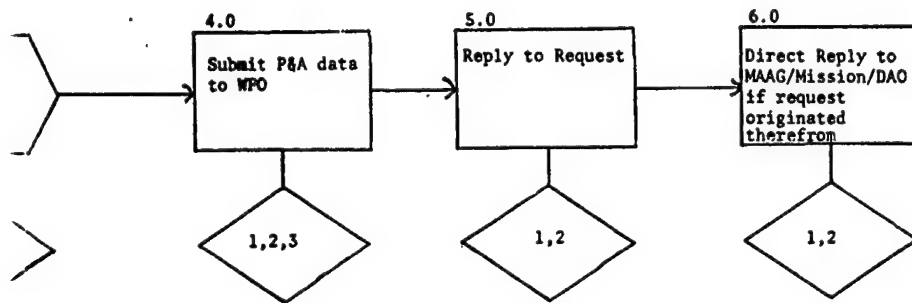 4.0
Submit P&A data
to WPO
1,2,3
5.0
Reply to Request
1,2
6.0
Direct Reply to
MAAG/Mission/DAO
if request
originated
therefrom
1,2